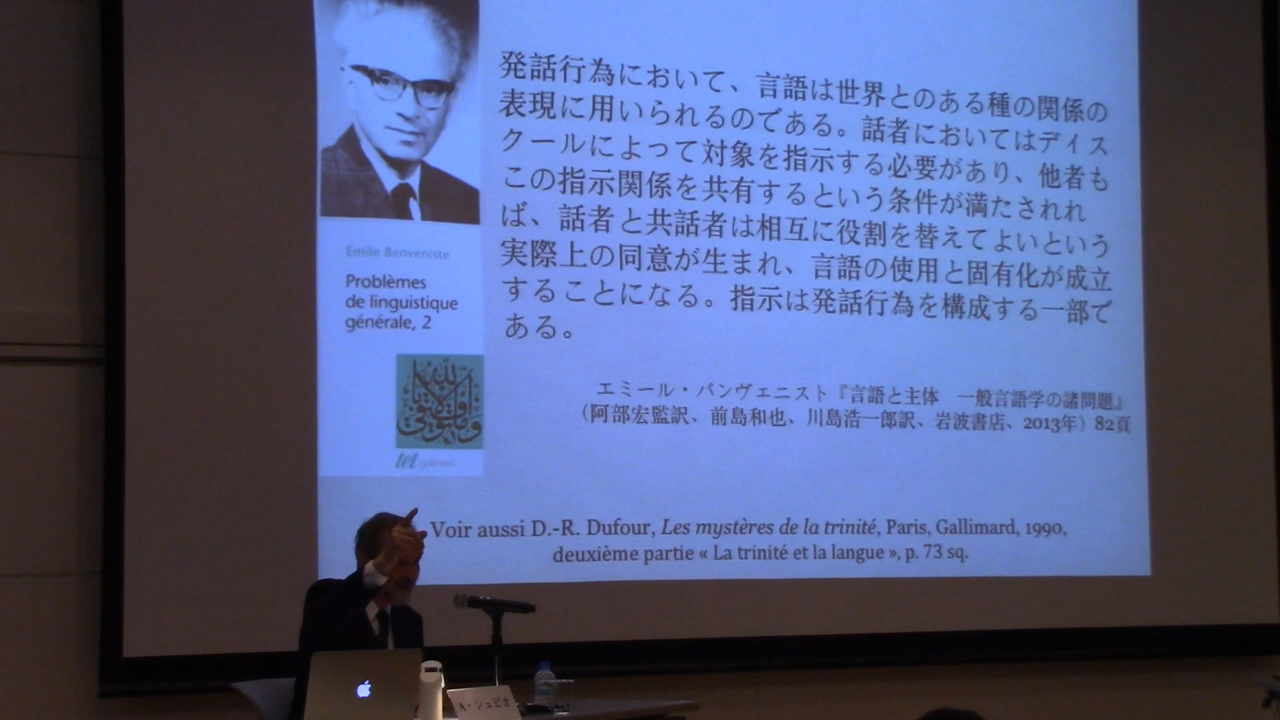 Émile Benveniste
Problèmes
de linguistique
générale, 2
tel gallimard
発話行為において、言語は世界とのある種の関係の
表現に用いられるのである。話者においてはディス
クールによって対象を指示する必要があり、他者も
この指示関係を共有するという条件が満たされれ
ば、話者と共話者は相互に役割を替えてよいという
実際上の同意が生まれ、言語の使用と固有化が成立
することになる。指示は発話行為を構成する一部で
ある。
エミール・バンヴェニスト『言語と主体　一般言語学の諸問題』
（阿部宏監訳、前島和也、川島浩一郎訳、岩波書店、2013年）82頁
Voir aussi D.-R. Dufour, Les mystères de la trinité, Paris, Gallimard, 1990,
deuxième partie « La trinité et la langue », p. 73 sq.
A・シュピオ